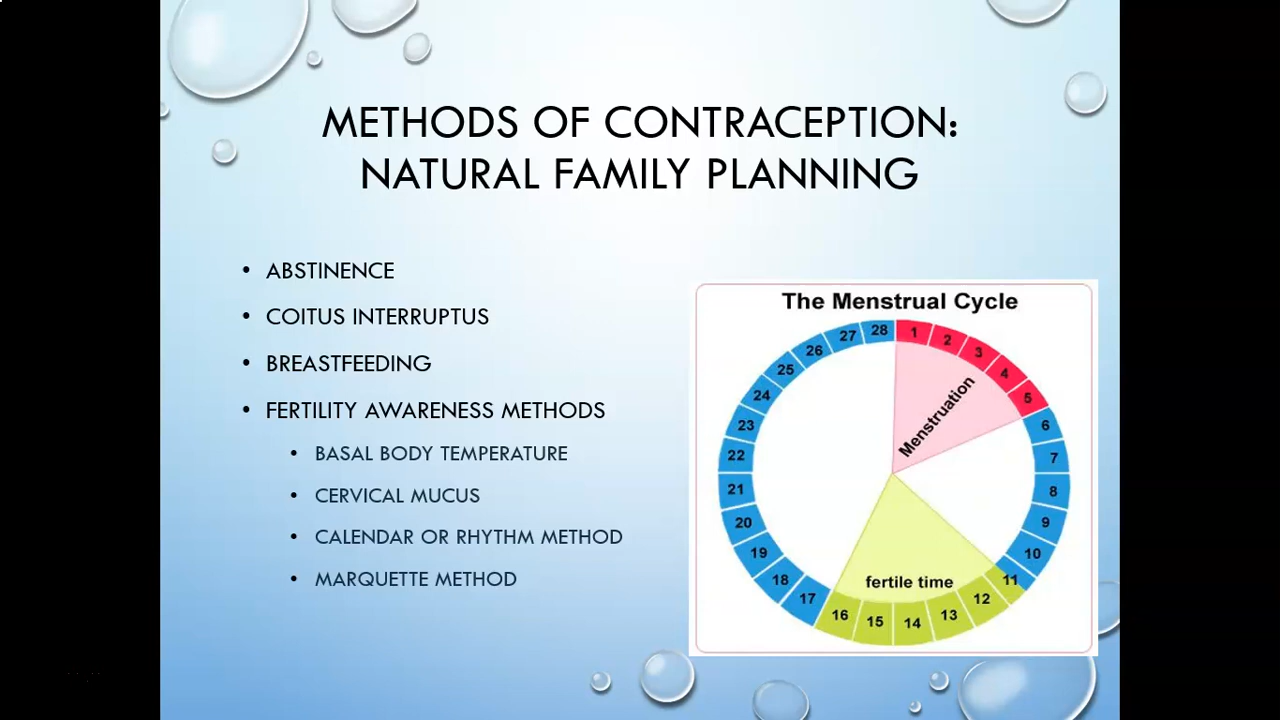 METHODS OF CONTRACEPTION:
NATURAL FAMILY PLANNING
• ABSTINENCE
• COITUS INTERRUPTUS
• BREASTFEEDING
• FERTILITY AWARENESS METHODS
• BASAL BODY TEMPERATURE
• CERVICAL MUCUS
• CALENDAR OR RHYTHM METHOD
• MARQUETTE METHOD
The Menstrual Cycle
1
2
3
4
5
6
7
8
9
10
11
12
13
14
15
16
17
18
19
20
21
22
23
24
25
26
27
28
Menstruation
fertile time